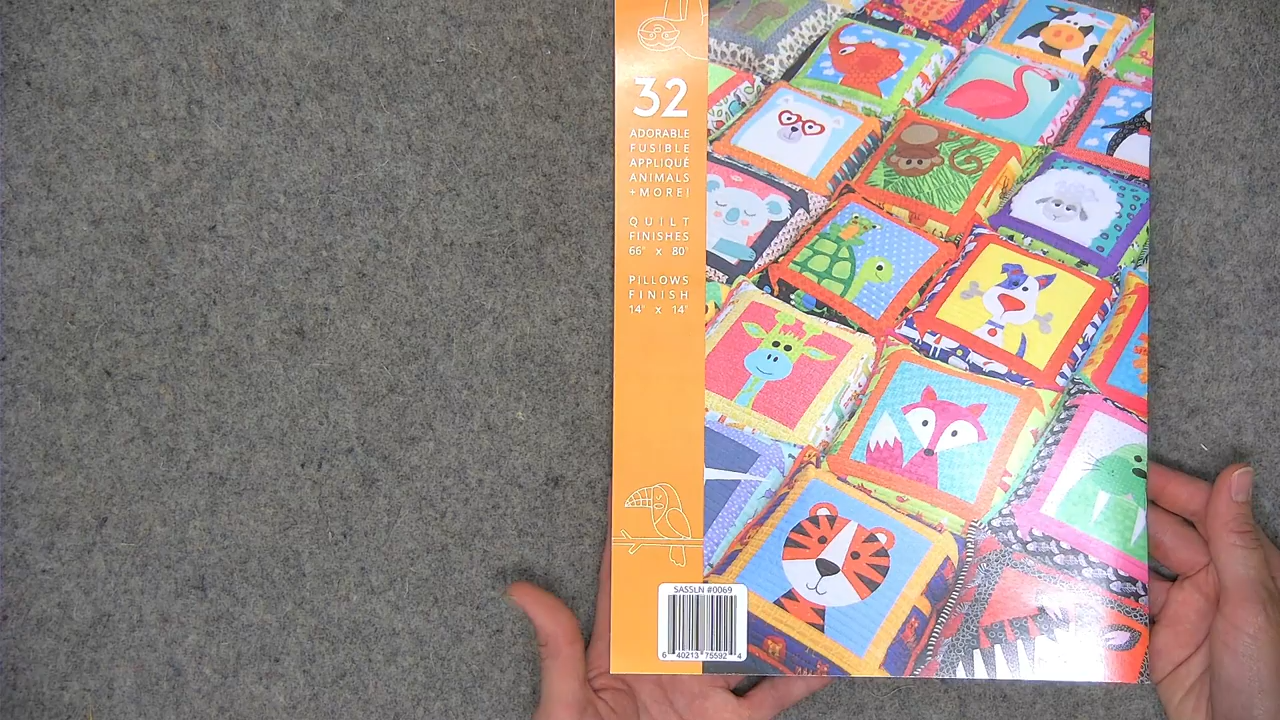 32
ADORABLE
FUSIBLE
APPLIQUÉ
ANIMALS
+MORE!
QUILT
FINISHES
66" x 80"
PILLOWS
FINISH
14" x 14"
SASSLN #0069
6 40213 75592 4